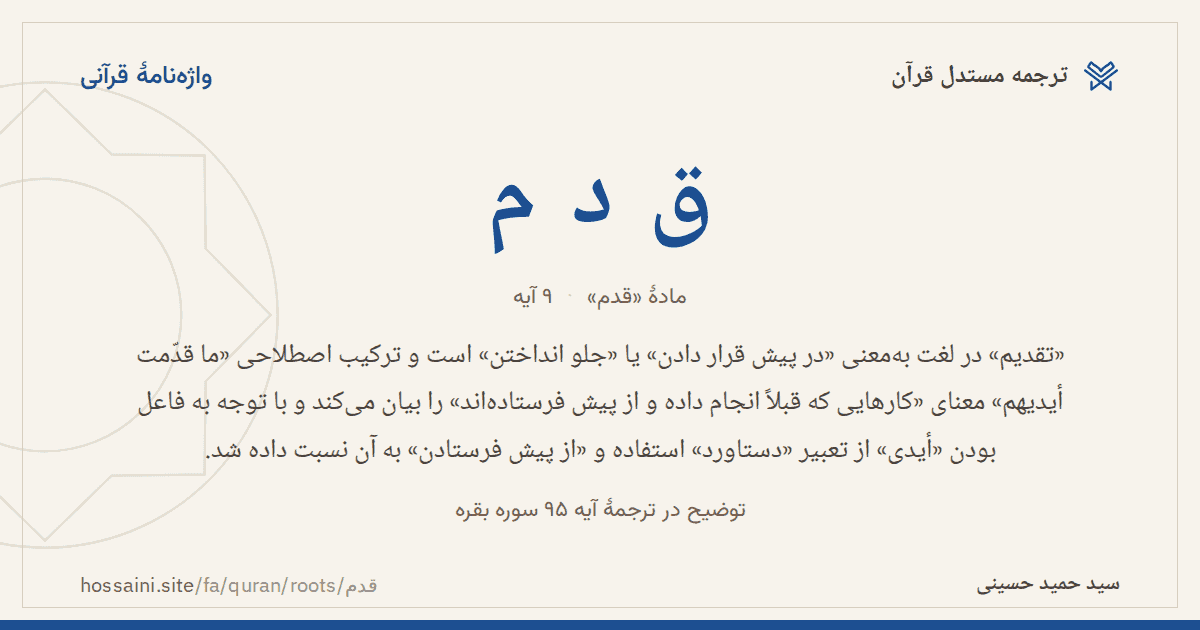 ترجمه مستدل قرآن
واژه‌نامهٔ قرآنی
ق د م
مادهٔ «قدم» · ۹ آیه
«تقدیم» در لغت به‌معنی «در پیش قرار دادن» یا «جلو انداختن» است و ترکیب اصطلاحی «ما قدّمت
أیدیهم» معنای «کارهایی که قبلاً انجام داده و از پیش فرستاده‌اند» را بیان می‌کند و با توجه به فاعل
بودن «أیدی» از تعبیر «دستاورد» استفاده و «از پیش فرستادن» به آن نسبت داده شد.
توضیح در ترجمهٔ آیه ۹۵ سوره بقره
سید حمید حسینی
hossaini.site/fa/quran/roots/قدم